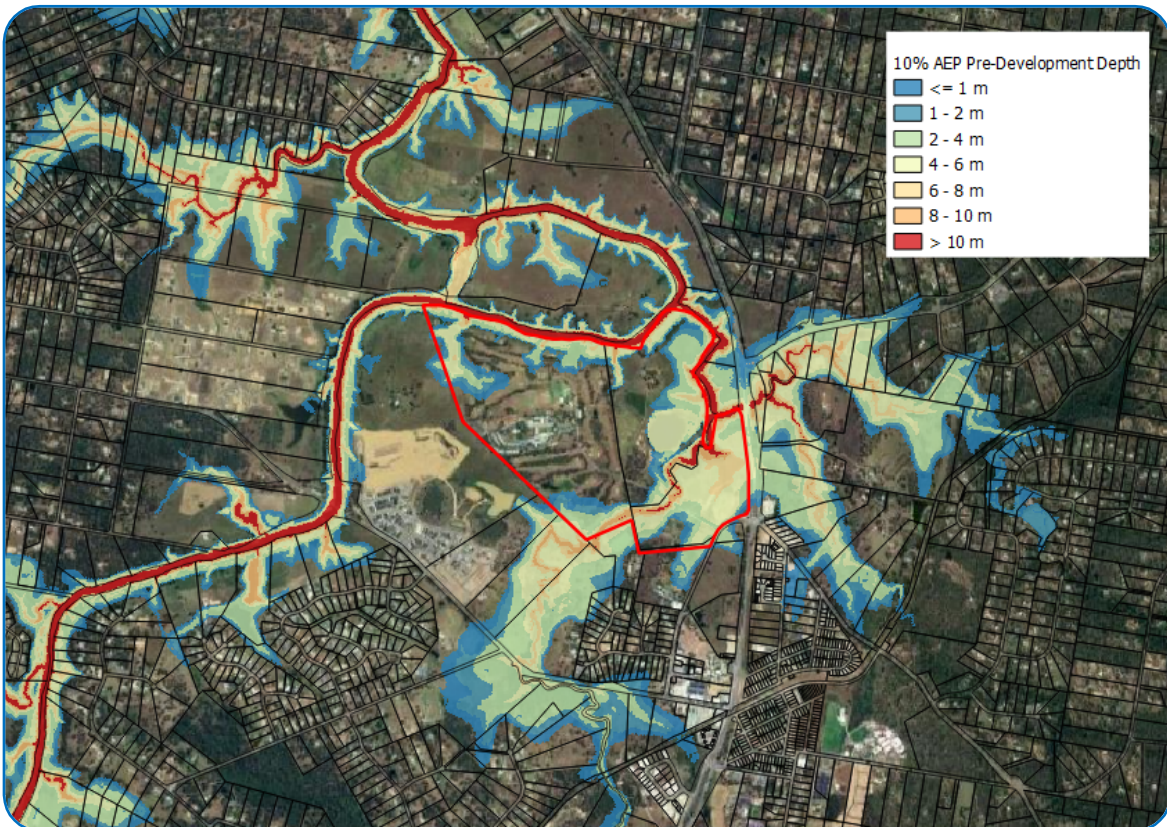 10% AEP Pre-Development Depth
<= 1 m
1 - 2 m
2 - 4 m
4 - 6 m
6 - 8 m
8 - 10 m
> 10 m